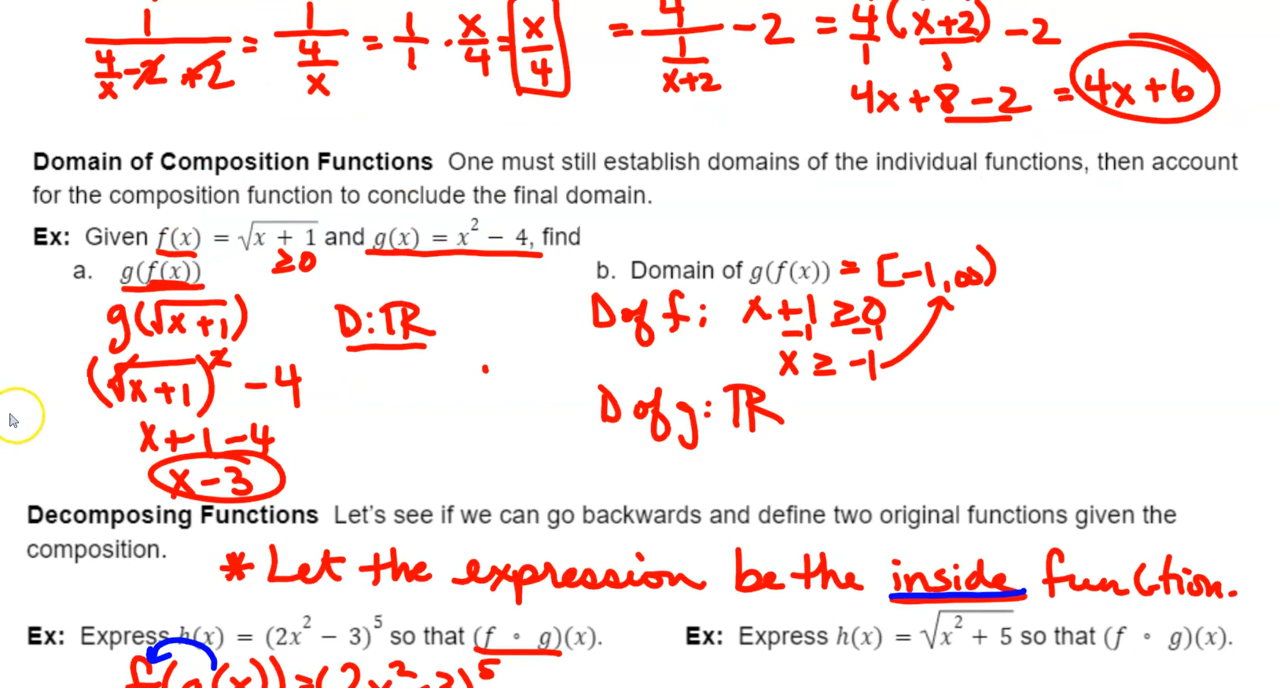 1/(4/x - 2 + 2) = 1/(4/x) = 1/1 · x/4 = x/4
= 4/(1/(x+2)) - 2 = 4/1 (x+2)/1 - 2
4x + 8 - 2 = 4x + 6
Domain of Composition Functions One must still establish domains of the individual functions, then account
for the composition function to conclude the final domain.
Ex: Given f(x) = √(x + 1) and g(x) = x² − 4, find
≥0
a. g(f(x))
g(√(x+1))
D: ℝ
(√(x+1))² - 4
x + 1 - 4
x - 3
b. Domain of g(f(x)) = [-1, ∞)
D of f: x + 1 ≥ 0
-1 -1
x ≥ -1
D of g: ℝ
Decomposing Functions Let's see if we can go backwards and define two original functions given the
composition.
* Let the expression be the inside function.
Ex: Express h(x) = (2x² − 3)⁵ so that (f ∘ g)(x).
f(g(x)) = (2x² - 3)⁵
Ex: Express h(x) = √(x² + 5) so that (f ∘ g)(x).